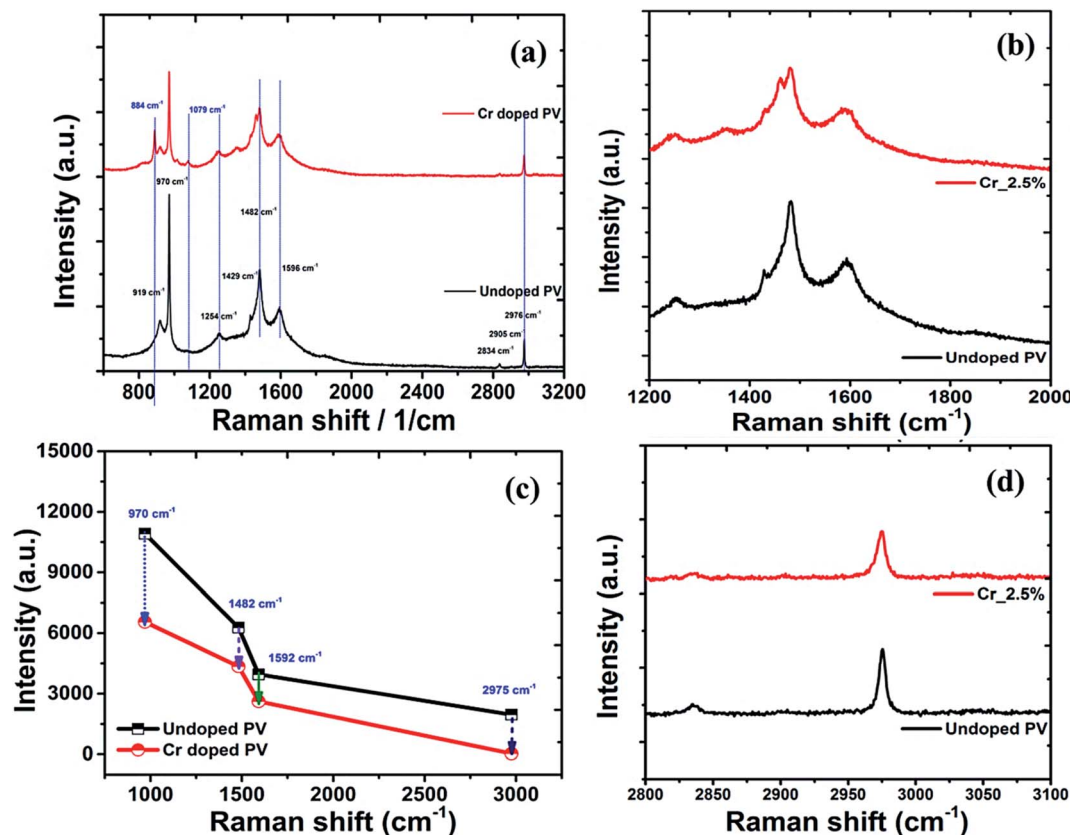 (a)
884 cm-1
1079 cm-1
Cr doped PV
970 cm-1
1482 cm-1
1429 cm-1
1596 cm-1
919 cm-1
1254 cm-1
Undoped PV
2976 cm-1
2905 cm-1
2834 cm-1
Intensity (a.u.)
800 1200 1600 2000 2400 2800 3200
Raman shift / 1/cm
(b)
Cr_2.5%
Undoped PV
Intensity (a.u.)
1200 1400 1600 1800 2000
Raman shift (cm-1)
(c)
15000
12000
9000
6000
3000
0
970 cm-1
1482 cm-1
1592 cm-1
2975 cm-1
Undoped PV
Cr doped PV
Intensity (a.u.)
1000 1500 2000 2500 3000
Raman shift (cm-1)
(d)
Cr_2.5%
Undoped PV
Intensity (a.u.)
2800 2850 2900 2950 3000 3050 3100
Raman shift (cm-1)